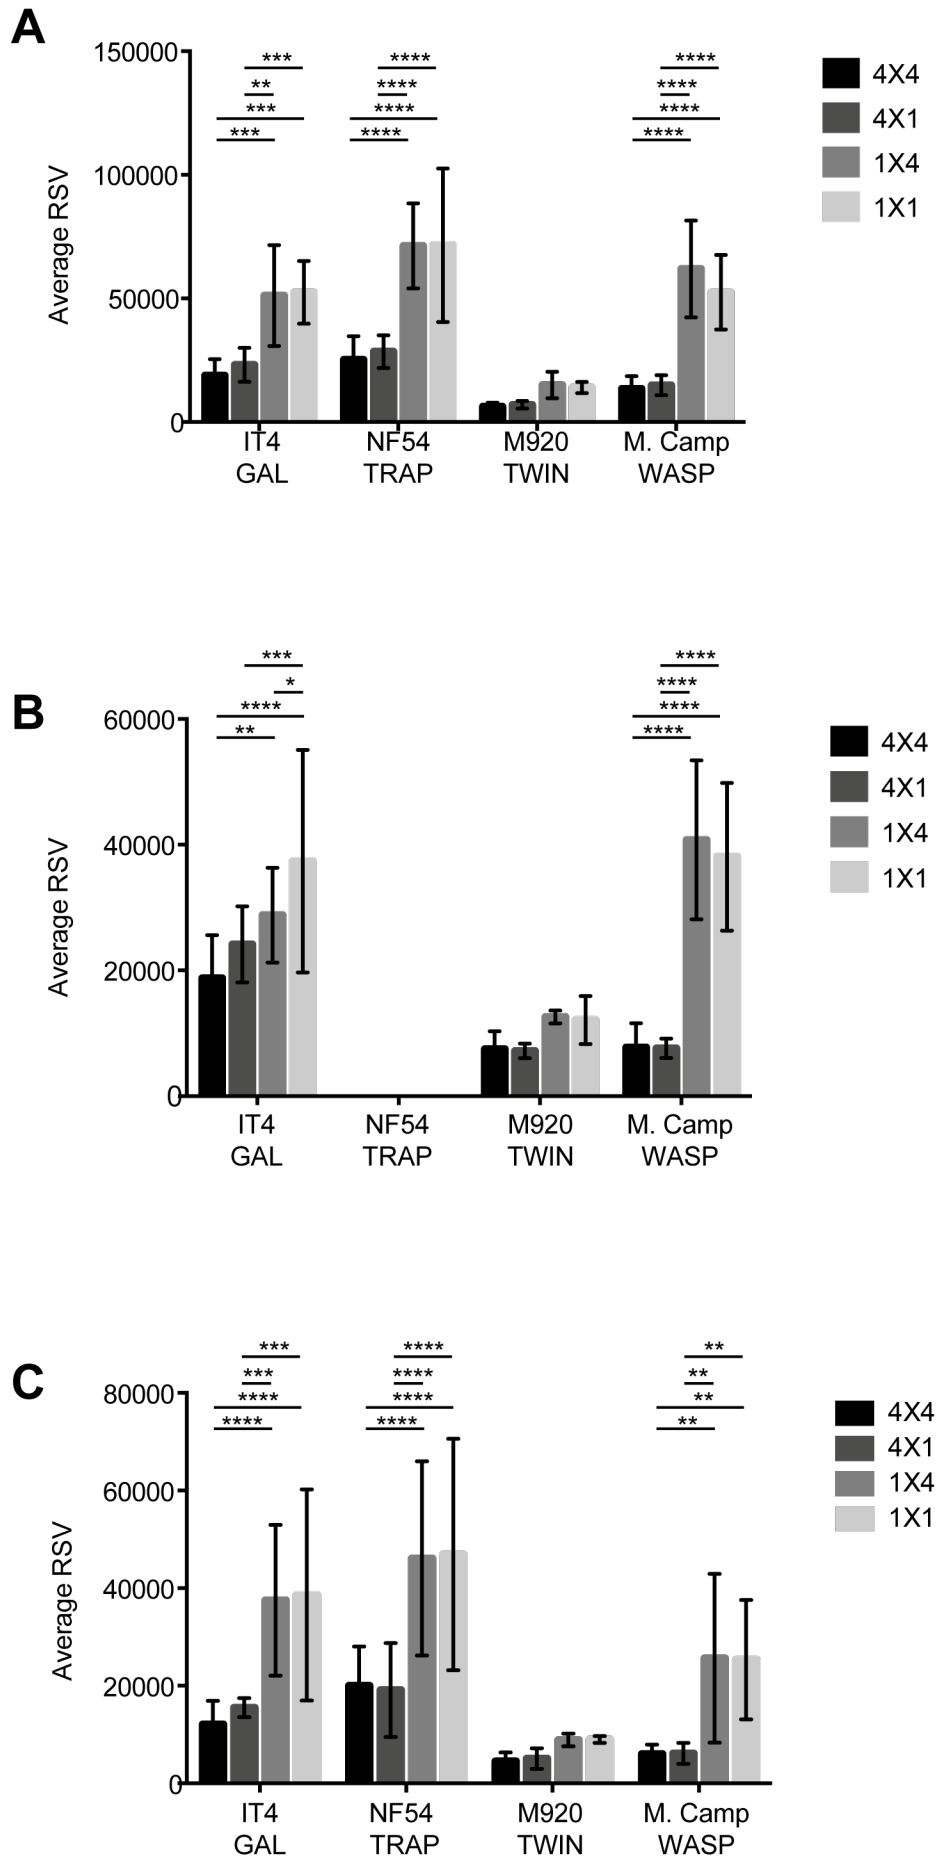 A
150000
100000
50000
0
Average RSV
***
**
***
***
****
****
****
****
****
****
****
****
4X4
4X1
1X4
1X1
IT4 NF54 M920 M. Camp
GAL TRAP TWIN WASP
B
60000
40000
20000
0
Average RSV
***
*
****
**
****
****
****
****
4X4
4X1
1X4
1X1
IT4 NF54 M920 M. Camp
GAL TRAP TWIN WASP
C
80000
60000
40000
20000
0
Average RSV
***
***
****
****
****
****
****
****
**
**
**
**
4X4
4X1
1X4
1X1
IT4 NF54 M920 M. Camp
GAL TRAP TWIN WASP